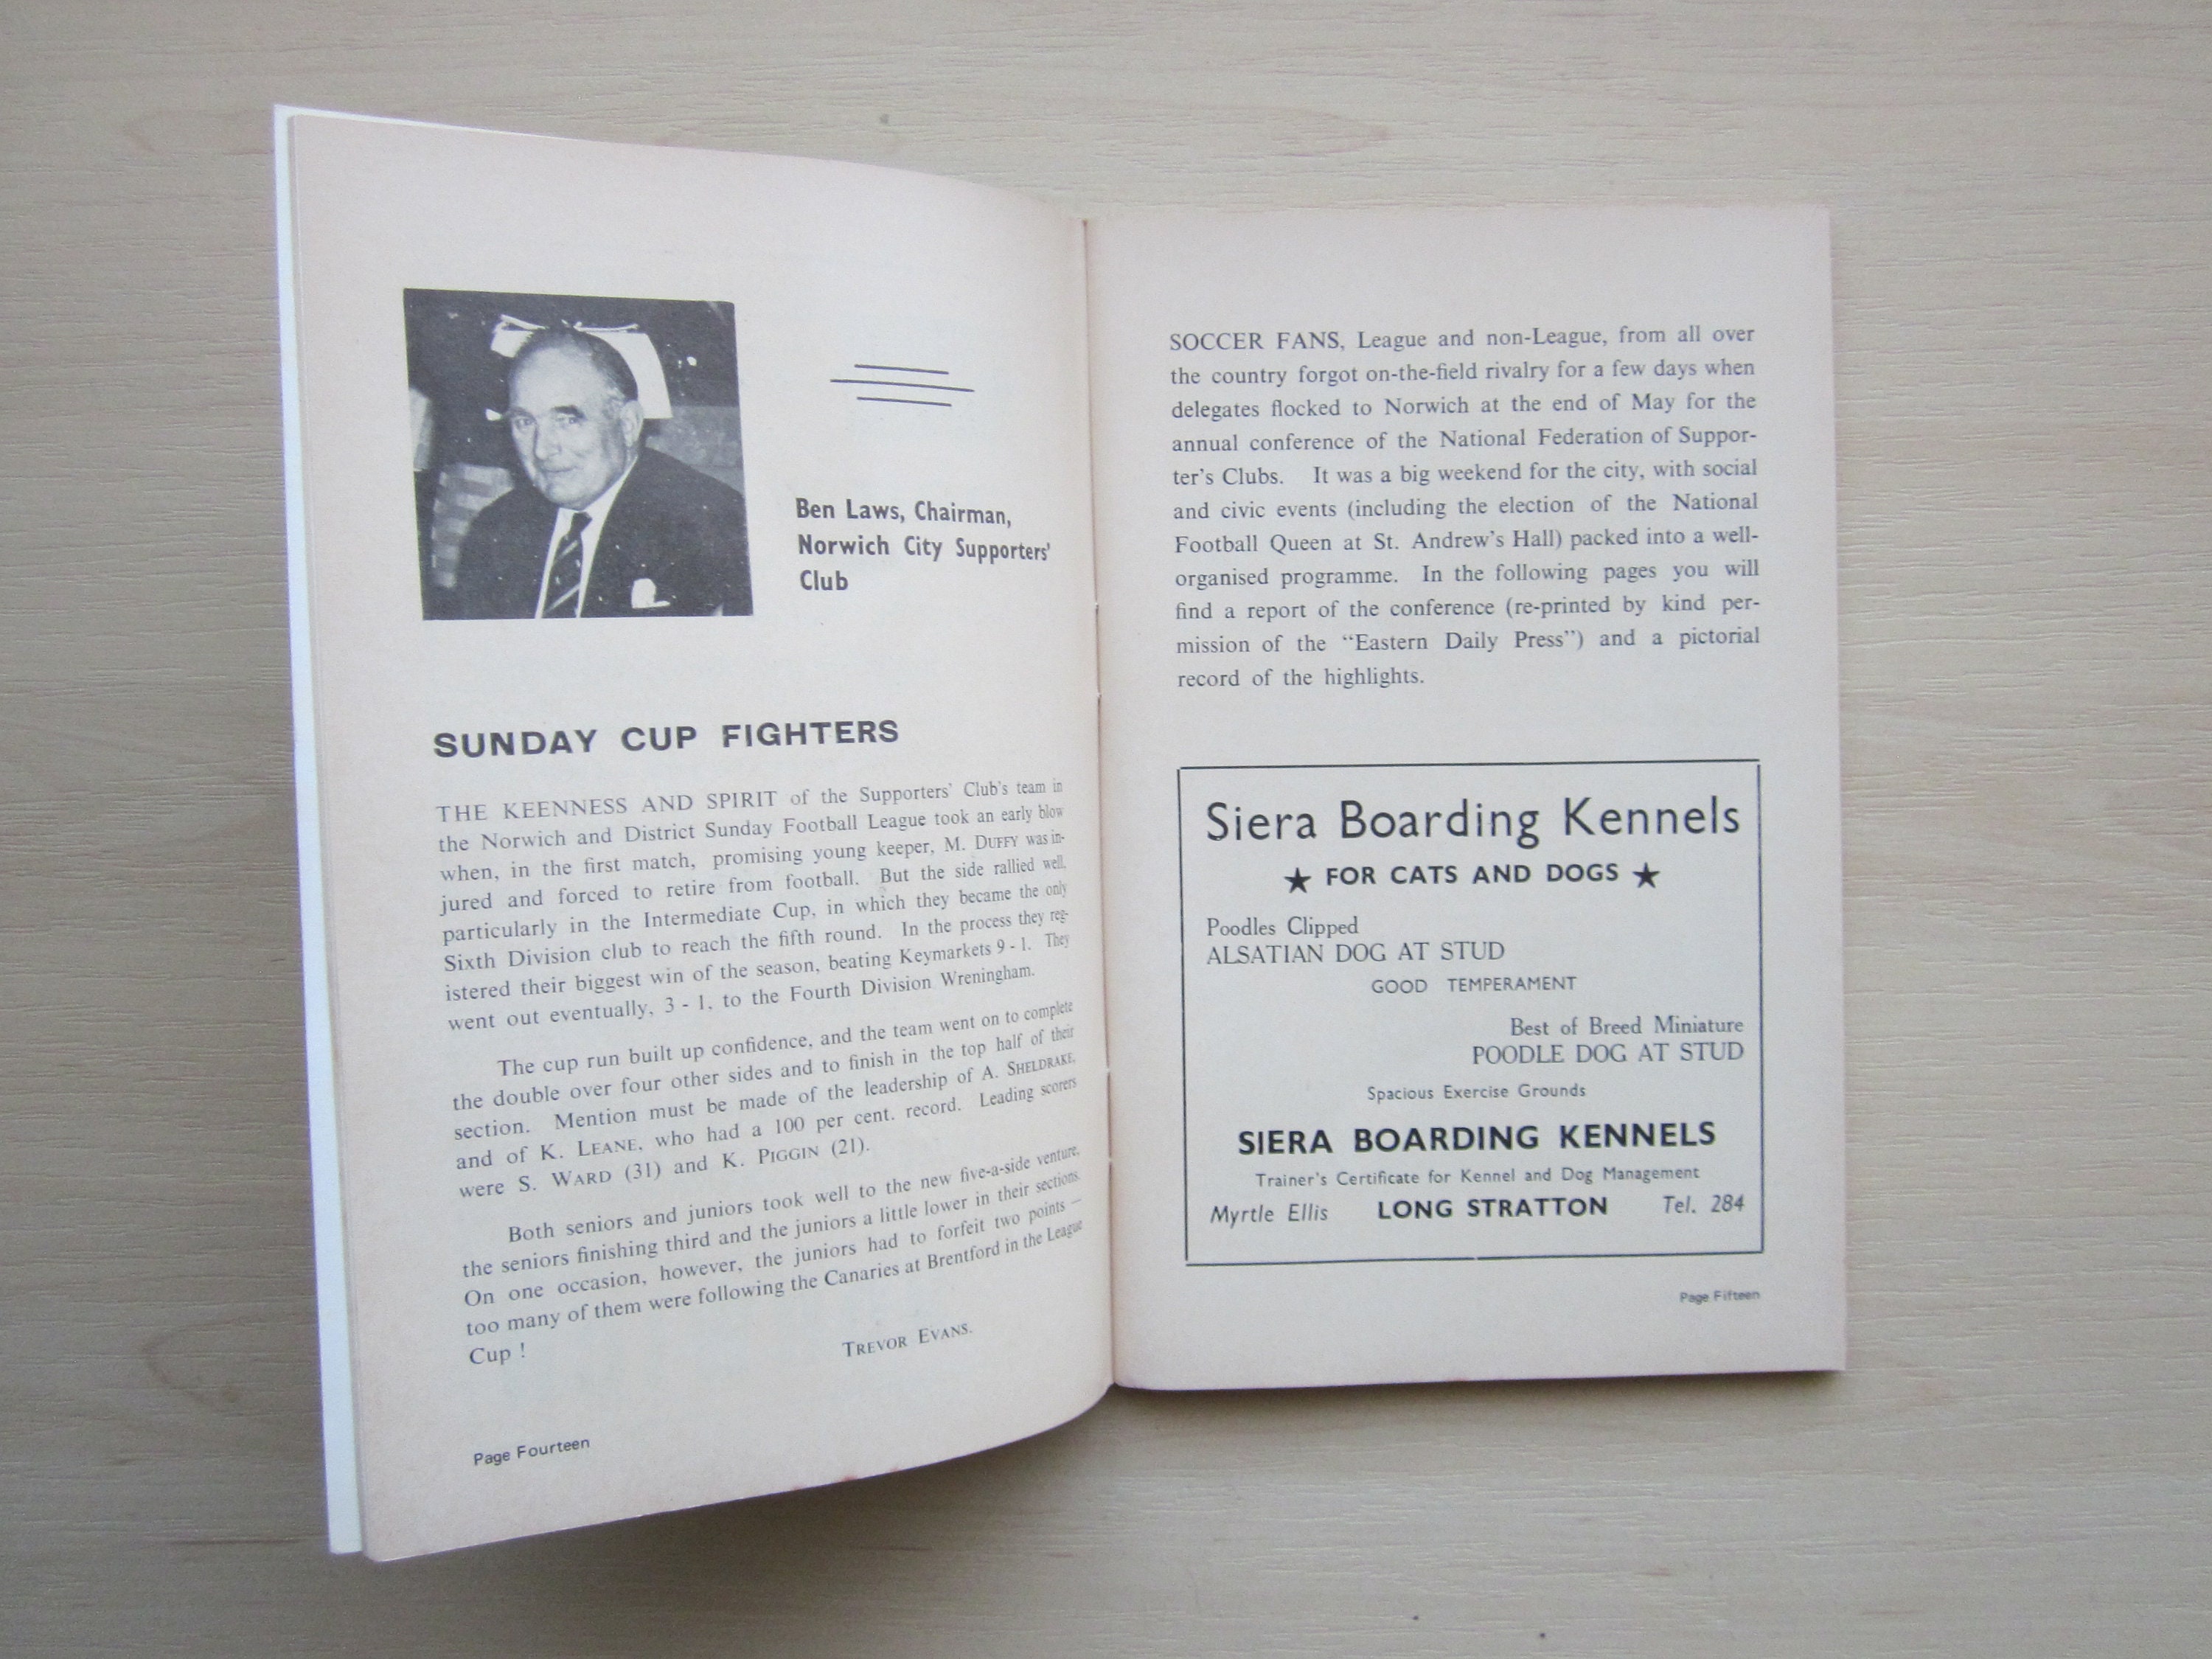 Ben Laws, Chairman,
Norwich City Supporters'
Club
SUNDAY CUP FIGHTERS
THE KEENNESS AND SPIRIT of the Supporters' Club's team in
the Norwich and District Sunday Football League took an early blow
when, in the first match, promising young keeper, M. DUFFY was in-
jured and forced to retire from football. But the side rallied well,
particularly in the Intermediate Cup, in which they became the only
Sixth Division club to reach the fifth round. In the process they reg-
istered their biggest win of the season, beating Keymarkets 9 - 1. They
went out eventually, 3 - 1, to the Fourth Division Wreningham.
The cup run built up confidence, and the team went on to complete
the double over four other sides and to finish in the top half of their
section. Mention must be made of the leadership of A. SHELDRAKE,
and of K. LEANE, who had a 100 per cent. record. Leading scorers
were S. WARD (31) and K. PIGGIN (21).
Both seniors and juniors took well to the new five-a-side venture,
the seniors finishing third and the juniors a little lower in their sections.
On one occasion, however, the juniors had to forfeit two points —
too many of them were following the Canaries at Brentford in the League
Cup !
TREVOR EVANS.
Page Fourteen
SOCCER FANS, League and non-League, from all over
the country forgot on-the-field rivalry for a few days when
delegates flocked to Norwich at the end of May for the
annual conference of the National Federation of Suppor-
ter's Clubs. It was a big weekend for the city, with social
and civic events (including the election of the National
Football Queen at St. Andrew's Hall) packed into a well-
organised programme. In the following pages you will
find a report of the conference (re-printed by kind per-
mission of the "Eastern Daily Press") and a pictorial
record of the highlights.
Siera Boarding Kennels
★ FOR CATS AND DOGS ★
Poodles Clipped
ALSATIAN DOG AT STUD
GOOD TEMPERAMENT
Best of Breed Miniature
POODLE DOG AT STUD
Spacious Exercise Grounds
SIERA BOARDING KENNELS
Trainer's Certificate for Kennel and Dog Management
Myrtle Ellis LONG STRATTON Tel. 284
Page Fifteen